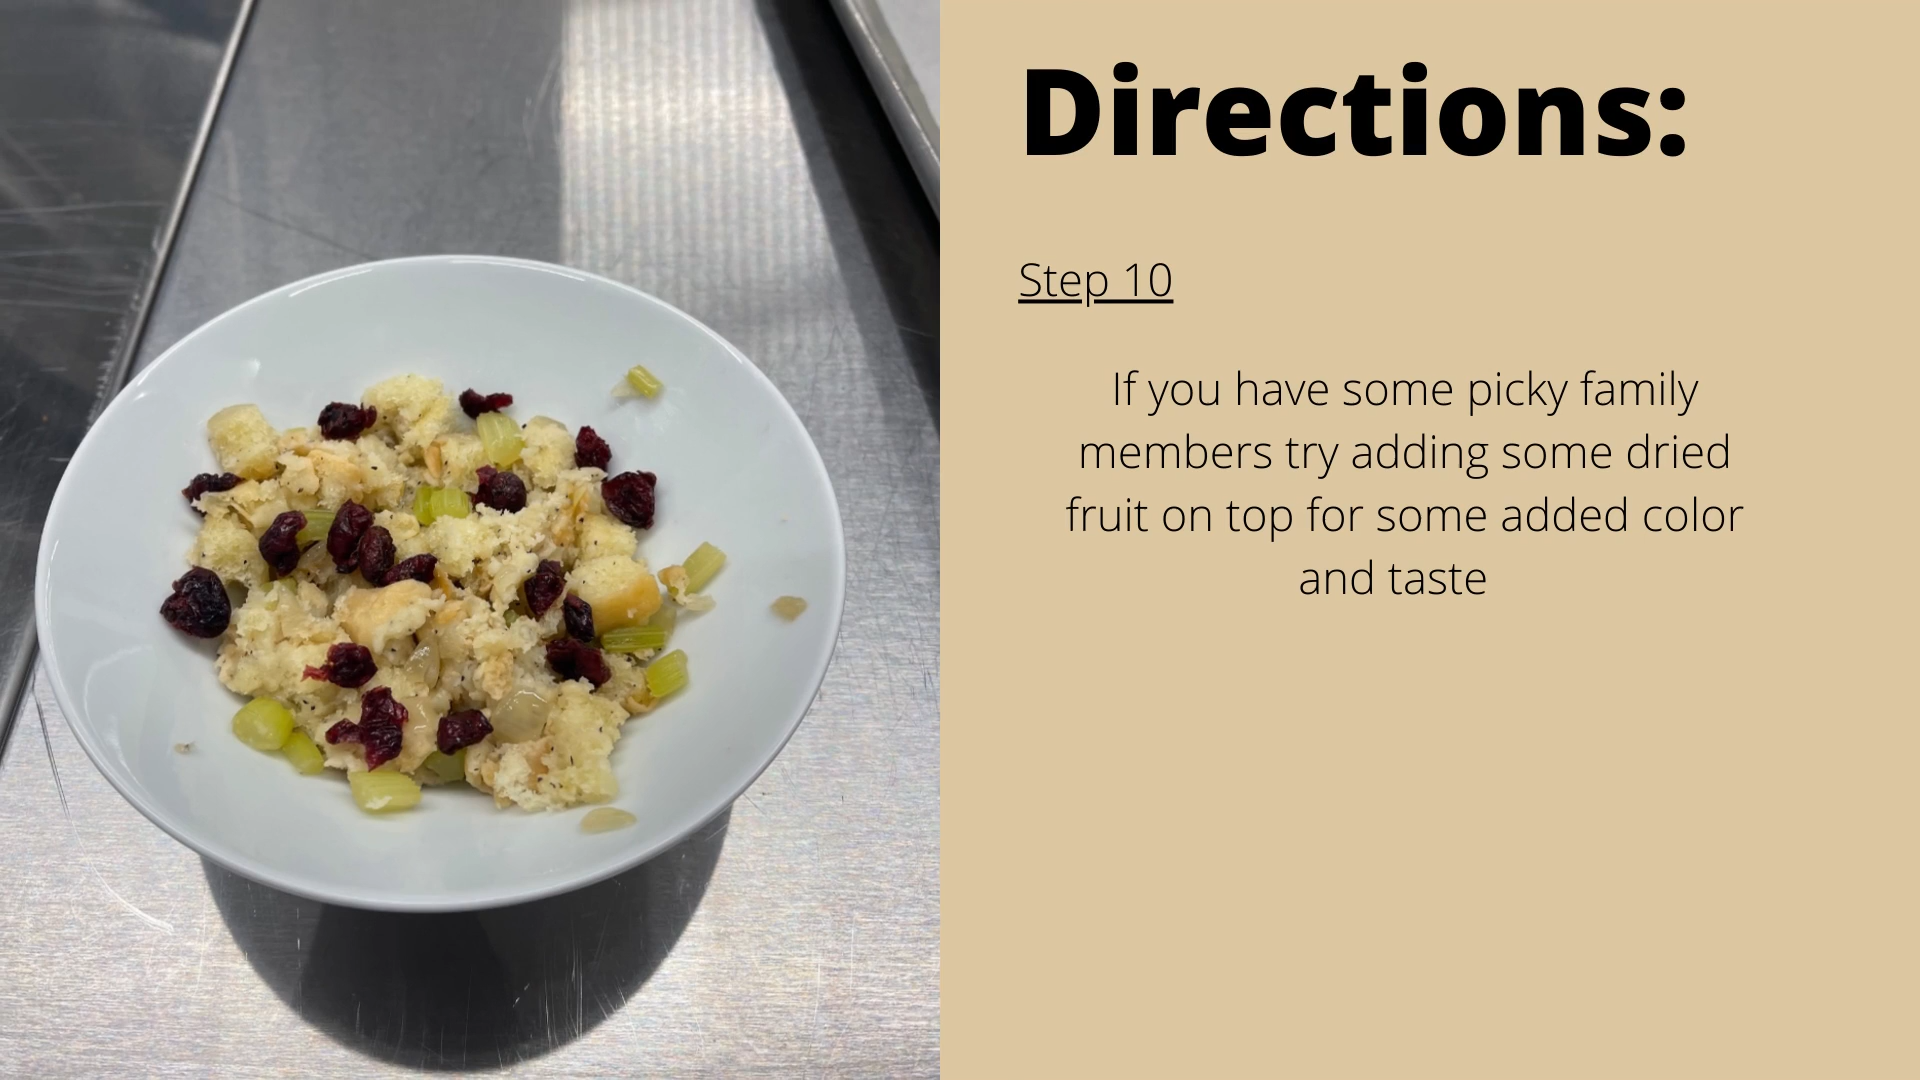 Directions:
Step 10
If you have some picky family
members try adding some dried
fruit on top for some added color
and taste